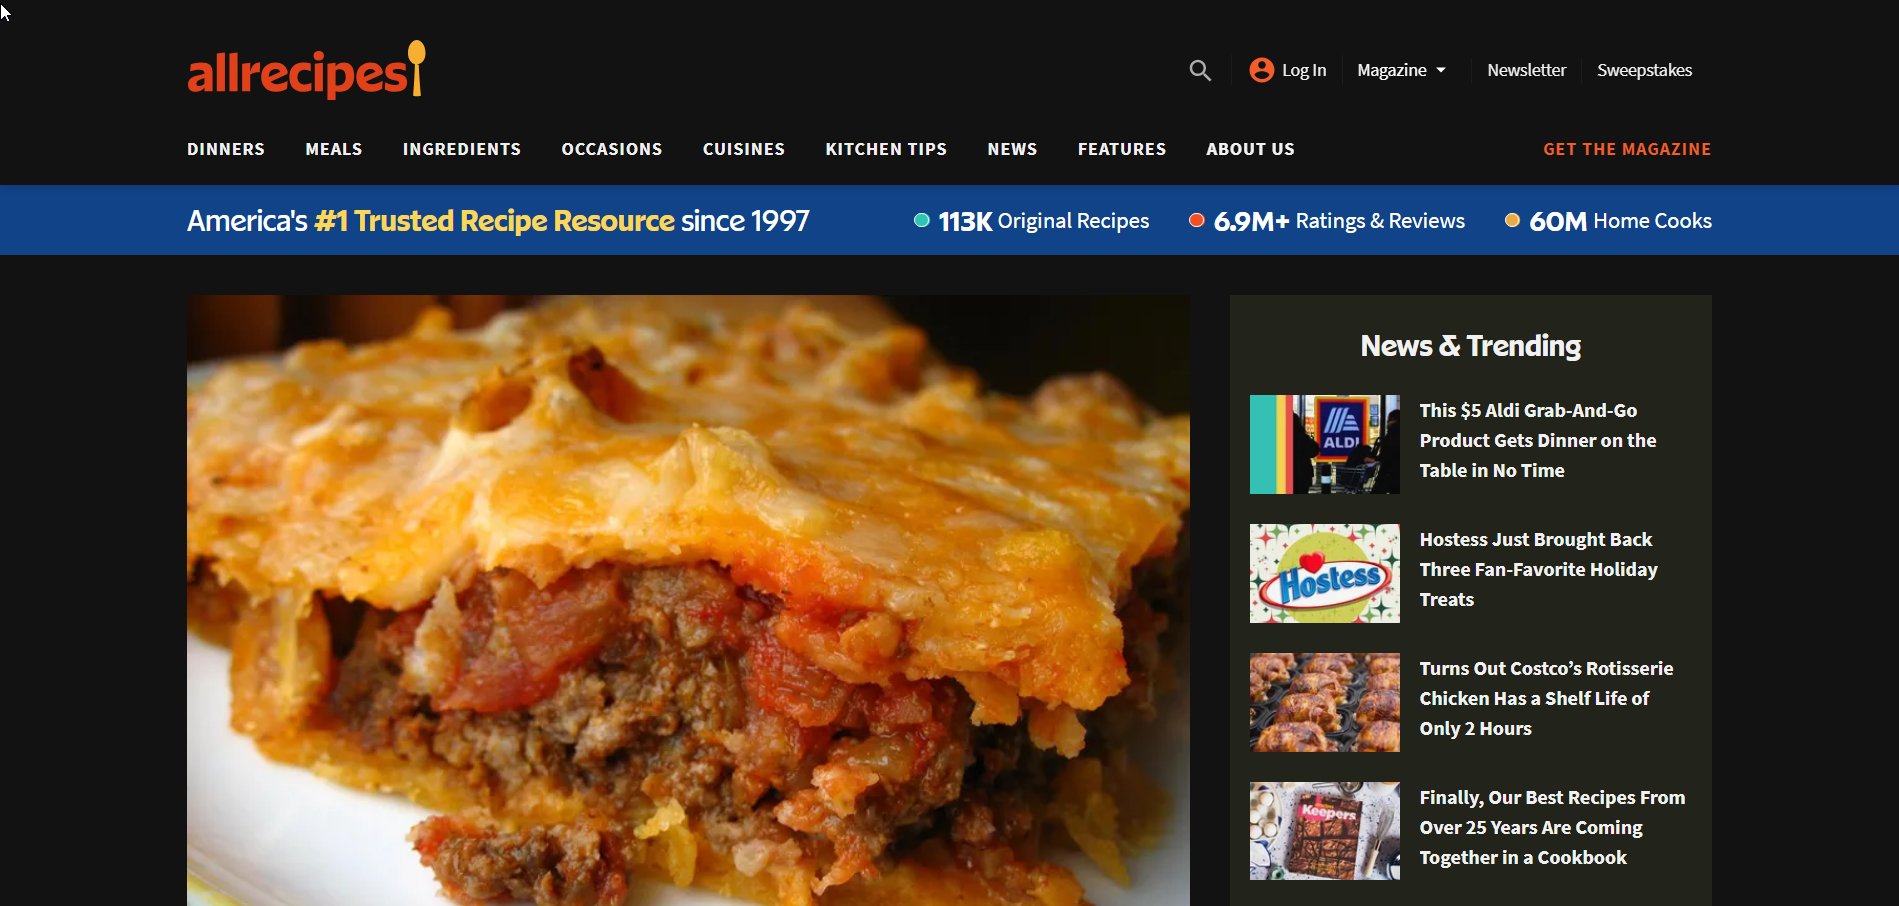 allrecipes
Log In
Magazine
Newsletter
Sweepstakes
DINNERS
MEALS
INGREDIENTS
OCCASIONS
CUISINES
KITCHEN TIPS
NEWS
FEATURES
ABOUT US
GET THE MAGAZINE
America's #1 Trusted Recipe Resource since 1997
113K Original Recipes
6.9M+ Ratings & Reviews
60M Home Cooks
News & Trending
ALDI
This $5 Aldi Grab-And-Go
Product Gets Dinner on the
Table in No Time
Hostess
Hostess Just Brought Back
Three Fan-Favorite Holiday
Treats
Turns Out Costco’s Rotisserie
Chicken Has a Shelf Life of
Only 2 Hours
Keepers
Finally, Our Best Recipes From
Over 25 Years Are Coming
Together in a Cookbook